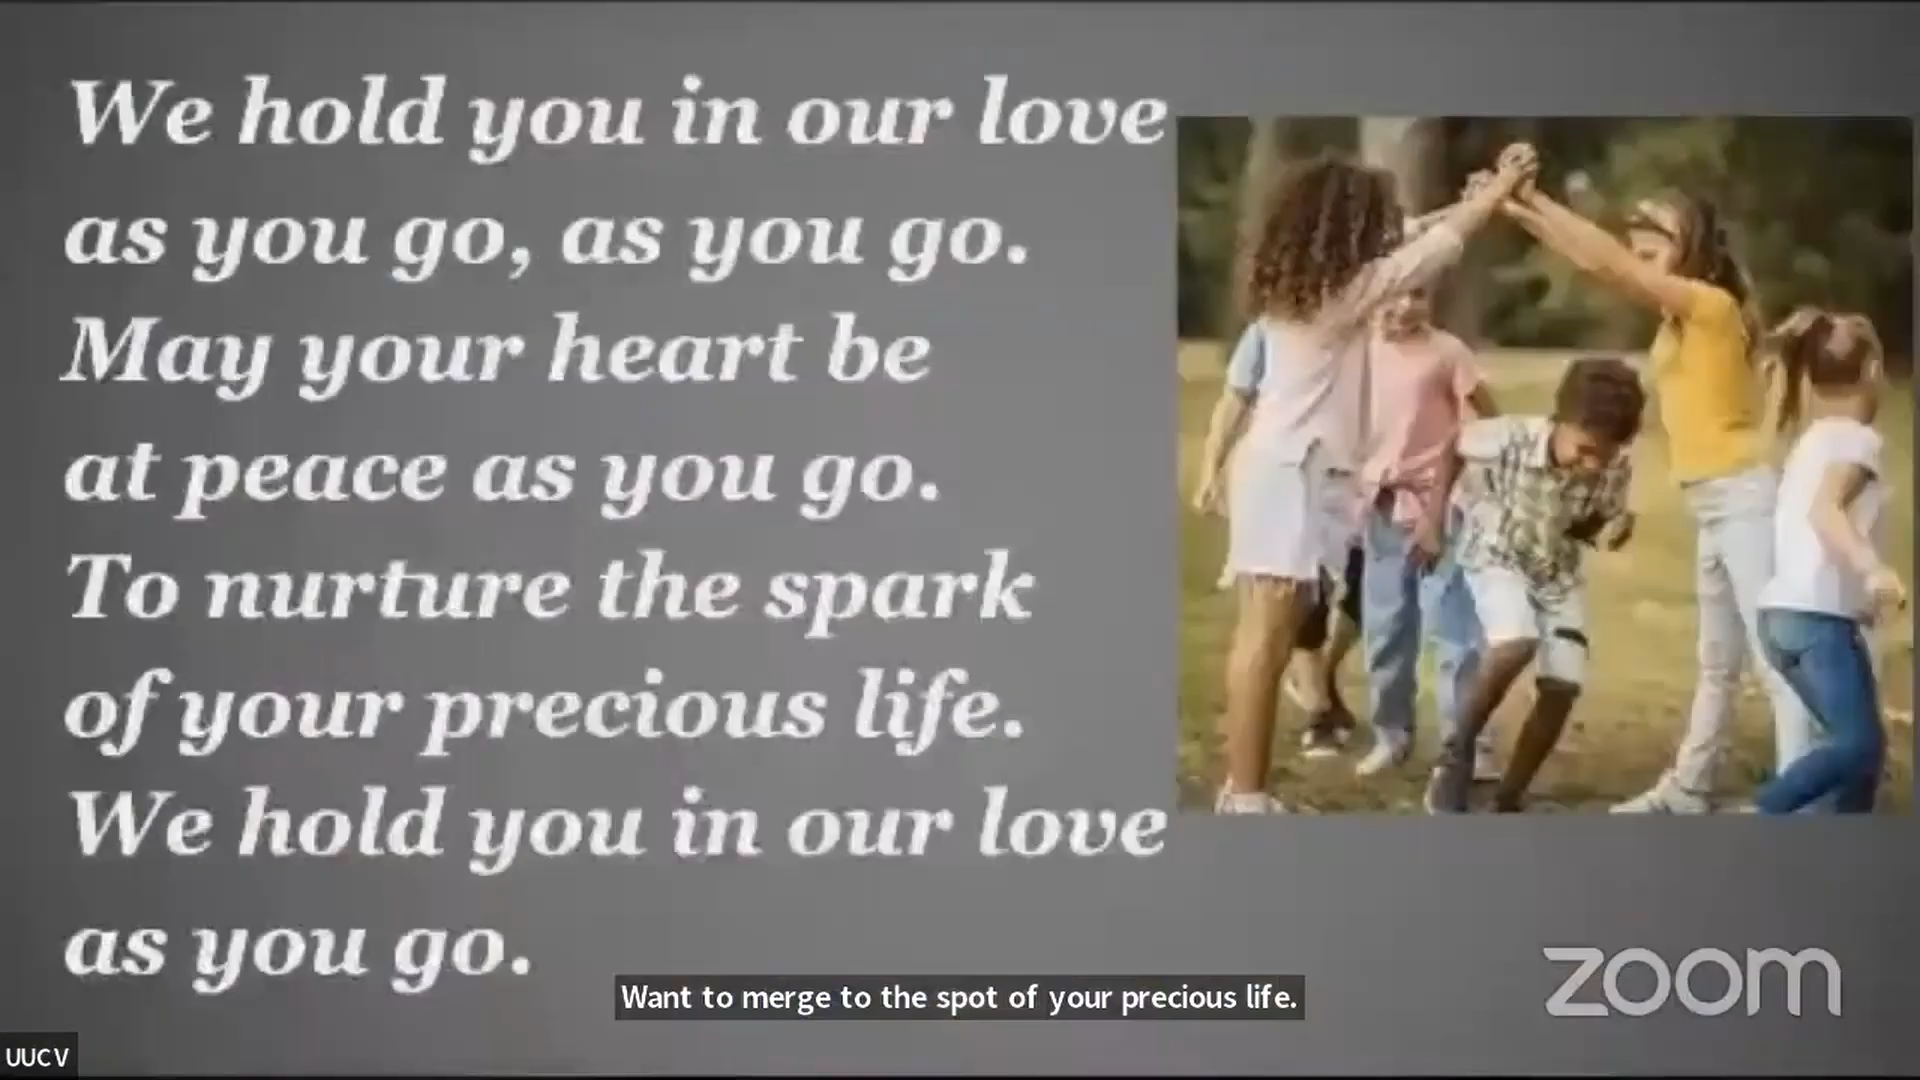 We hold you in our love
as you go, as you go.
May your heart be
at peace as you go.
To nurture the spark
of your precious life.
We hold you in our love
as you go.
Want to merge to the spot of your precious life.
zoom
UUCV